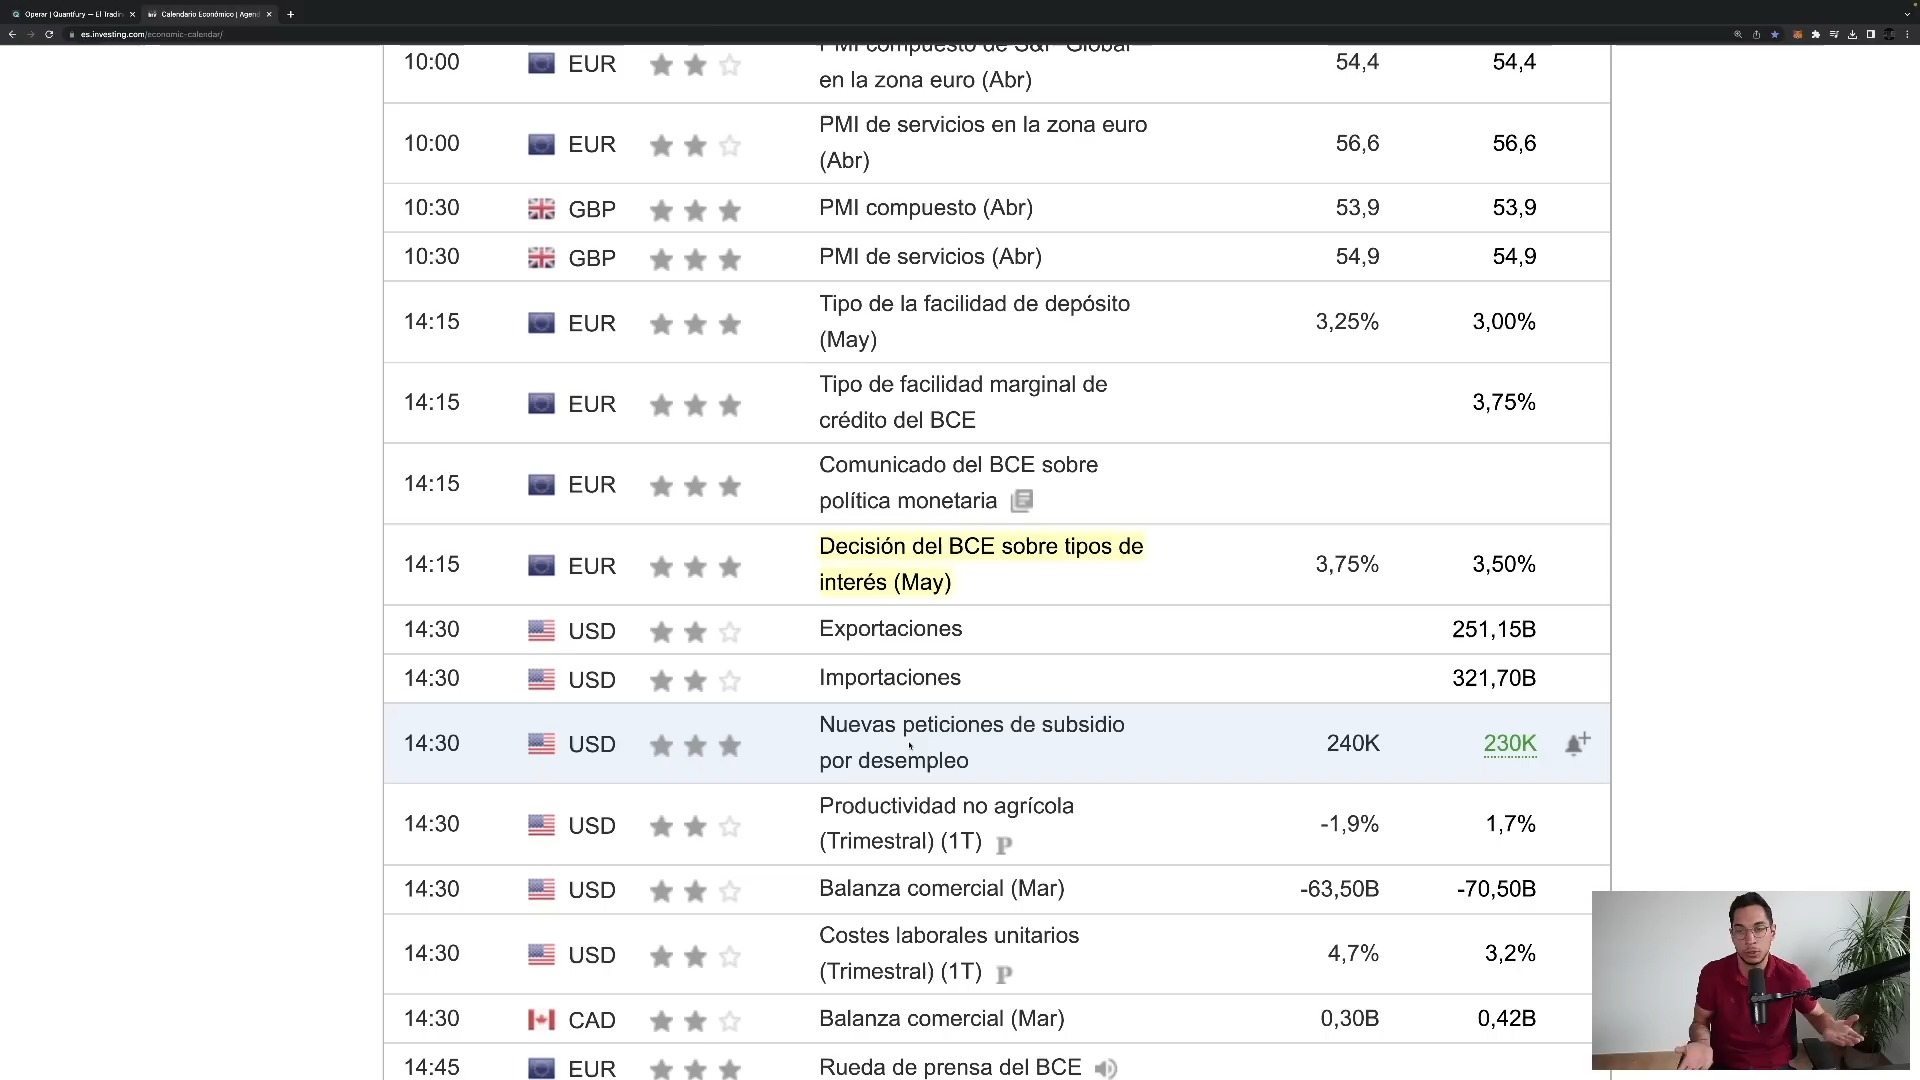 Operar | Quantfury — El Tradin
Calendario Económico | Agend
es.investing.com/economic-calendar/
10:00 EUR PMI compuesto de S&P Global
en la zona euro (Abr) 54,4 54,4
10:00 EUR PMI de servicios en la zona euro
(Abr) 56,6 56,6
10:30 GBP PMI compuesto (Abr) 53,9 53,9
10:30 GBP PMI de servicios (Abr) 54,9 54,9
14:15 EUR Tipo de la facilidad de depósito
(May) 3,25% 3,00%
14:15 EUR Tipo de facilidad marginal de
crédito del BCE 3,75%
14:15 EUR Comunicado del BCE sobre
política monetaria
14:15 EUR Decisión del BCE sobre tipos de
interés (May) 3,75% 3,50%
14:30 USD Exportaciones 251,15B
14:30 USD Importaciones 321,70B
14:30 USD Nuevas peticiones de subsidio
por desempleo 240K 230K
14:30 USD Productividad no agrícola
(Trimestral) (1T) P -1,9% 1,7%
14:30 USD Balanza comercial (Mar) -63,50B -70,50B
14:30 USD Costes laborales unitarios
(Trimestral) (1T) P 4,7% 3,2%
14:30 CAD Balanza comercial (Mar) 0,30B 0,42B
14:45 EUR Rueda de prensa del BCE